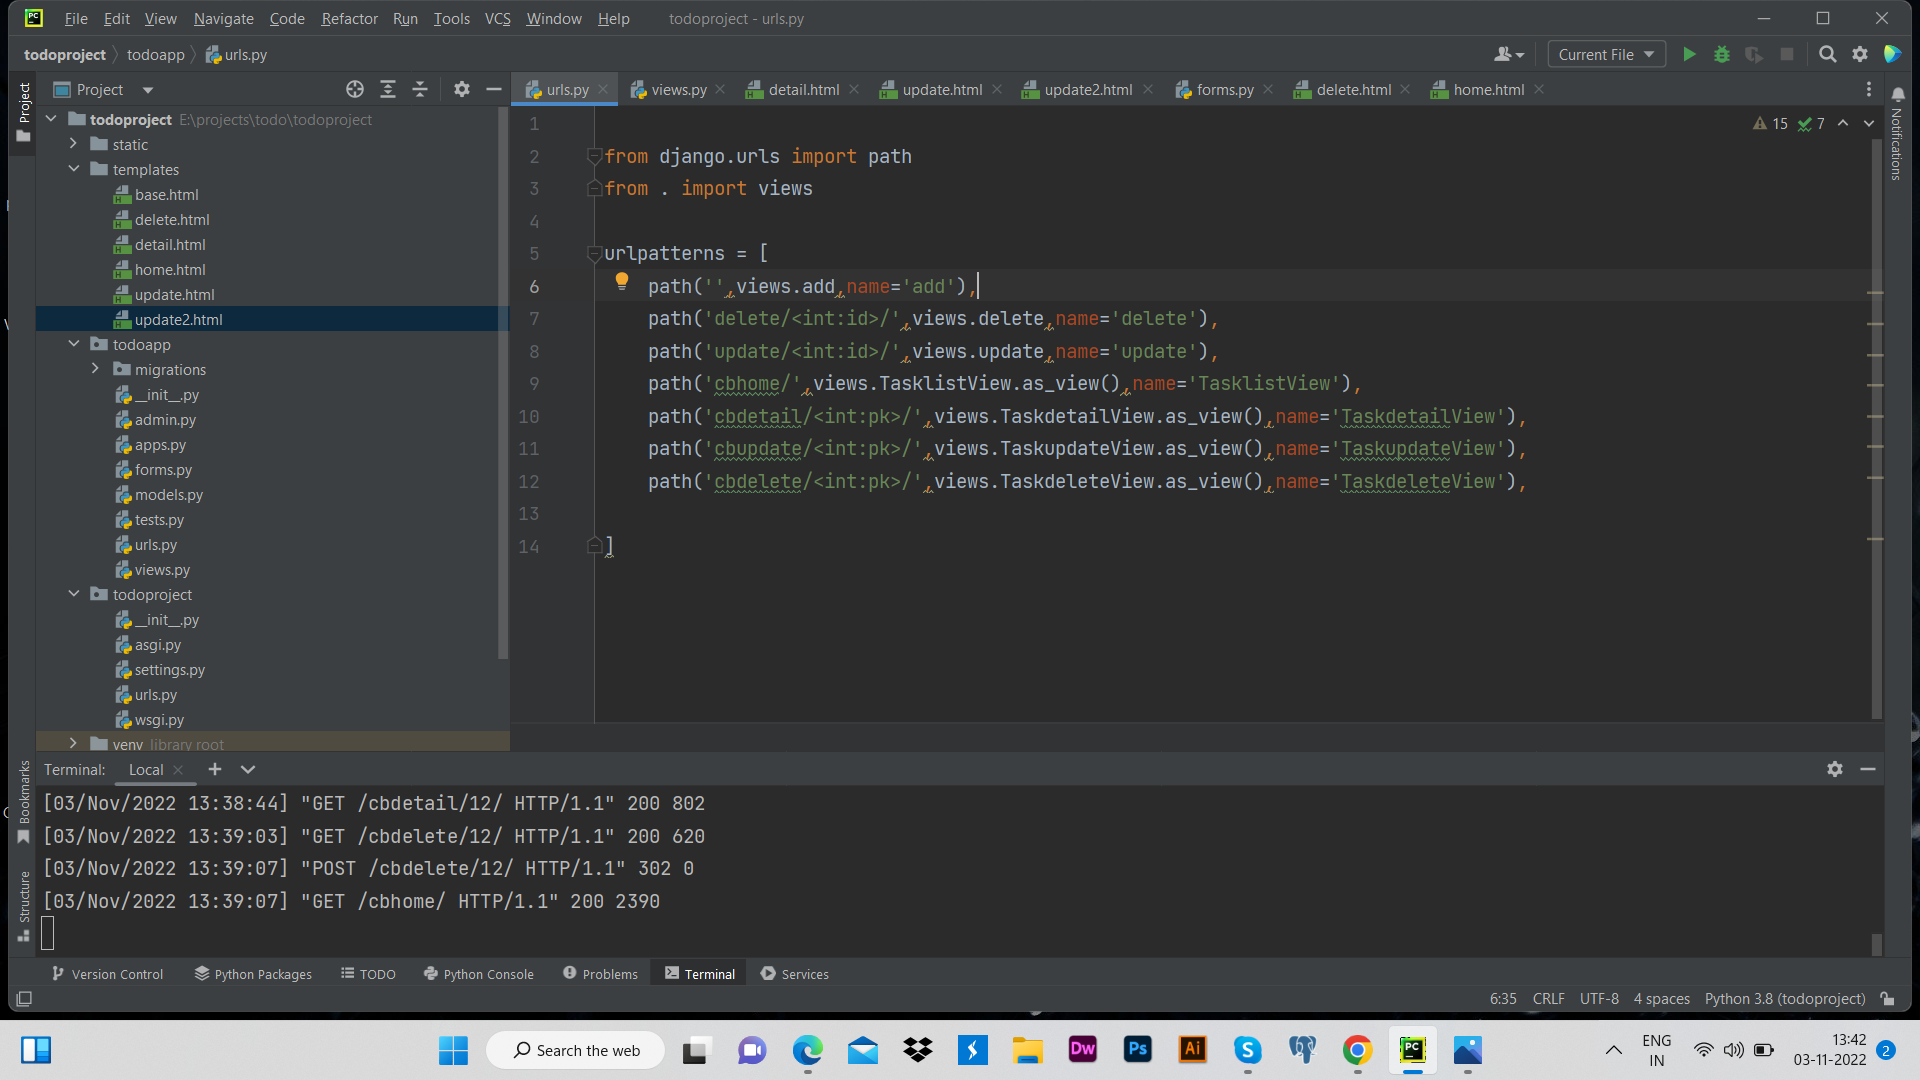 PC File Edit View Navigate Code Refactor Run Tools VCS Window Help todoproject - urls.py
todoproject todoapp urls.py Current File
Project
Project
urls.py views.py detail.html update.html update2.html forms.py delete.html home.html
Notifications
todoproject E:\projects\todo\todoproject
static
templates
base.html
delete.html
detail.html
home.html
update.html
update2.html
todoapp
migrations
__init__.py
admin.py
apps.py
forms.py
models.py
tests.py
urls.py
views.py
todoproject
__init__.py
asgi.py
settings.py
urls.py
wsgi.py
venv library root
15 7
1
2 from django.urls import path
3 from . import views
4
5 urlpatterns = [
6 path('',views.add,name='add'),
7 path('delete/<int:id>/',views.delete,name='delete'),
8 path('update/<int:id>/',views.update,name='update'),
9 path('cbhome/',views.TasklistView.as_view(),name='TasklistView'),
10 path('cbdetail/<int:pk>/',views.TaskdetailView.as_view(),name='TaskdetailView'),
11 path('cbupdate/<int:pk>/',views.TaskupdateView.as_view(),name='TaskupdateView'),
12 path('cbdelete/<int:pk>/',views.TaskdeleteView.as_view(),name='TaskdeleteView'),
13
14 ]
Bookmarks
Structure
Terminal: Local
[03/Nov/2022 13:38:44] "GET /cbdetail/12/ HTTP/1.1" 200 802
[03/Nov/2022 13:39:03] "GET /cbdelete/12/ HTTP/1.1" 200 620
[03/Nov/2022 13:39:07] "POST /cbdelete/12/ HTTP/1.1" 302 0
[03/Nov/2022 13:39:07] "GET /cbhome/ HTTP/1.1" 200 2390
Version Control Python Packages TODO Python Console Problems Terminal Services
6:35 CRLF UTF-8 4 spaces Python 3.8 (todoproject)
Search the web Dw Ps Ai S PC
ENG
IN
13:42
03-11-2022
2